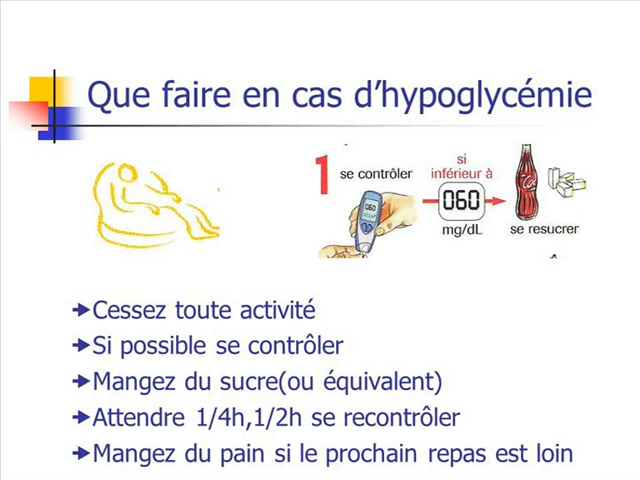 Que faire en cas d’hypoglycémie
1 se contrôler
si
inférieur à
060
060
mg/dL
se resucrer
Cessez toute activité
Si possible se contrôler
Mangez du sucre(ou équivalent)
Attendre 1/4h,1/2h se recontrôler
Mangez du pain si le prochain repas est loin